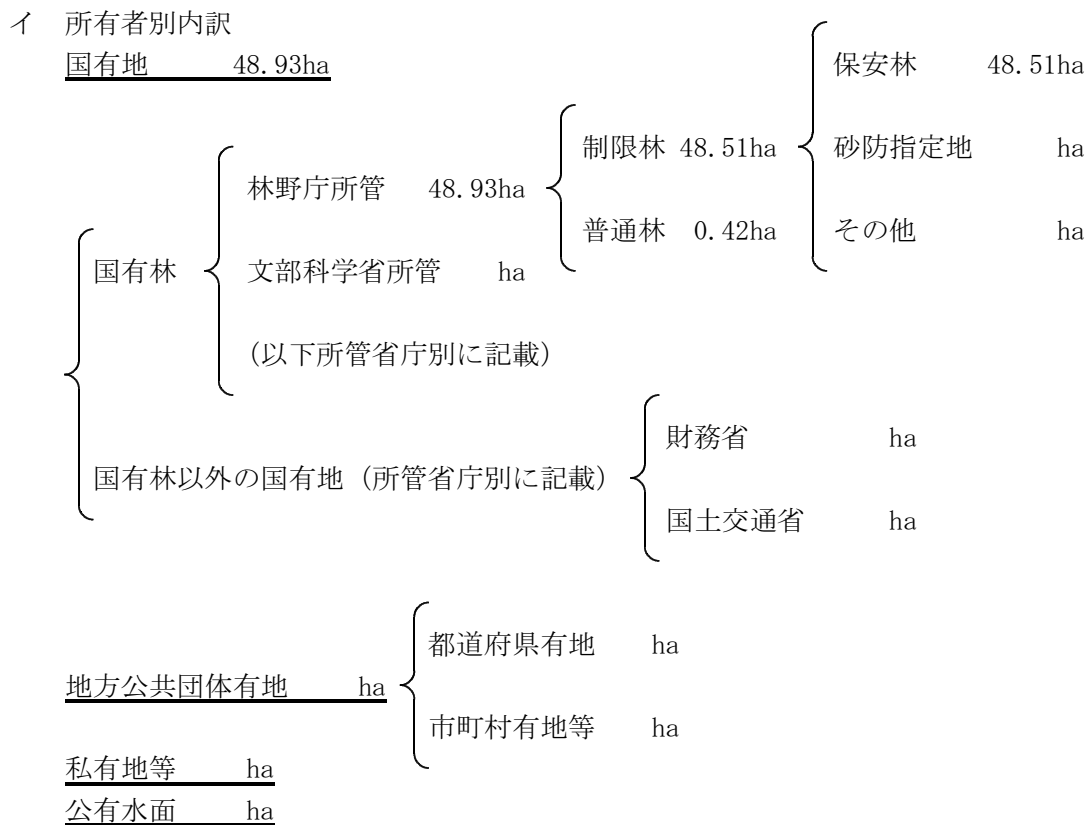 イ 所有者別内訳
国有地 48.93ha
保安林 48.51ha
制限林 48.51ha
砂防指定地 ha
林野庁所管 48.93ha
普通林 0.42ha
その他 ha
国有林
文部科学省所管 ha
(以下所管省庁別に記載)
財務省 ha
国有林以外の国有地(所管省庁別に記載)
国土交通省 ha
都道府県有地 ha
地方公共団体有地 ha
市町村有地等 ha
私有地等 ha
公有水面 ha